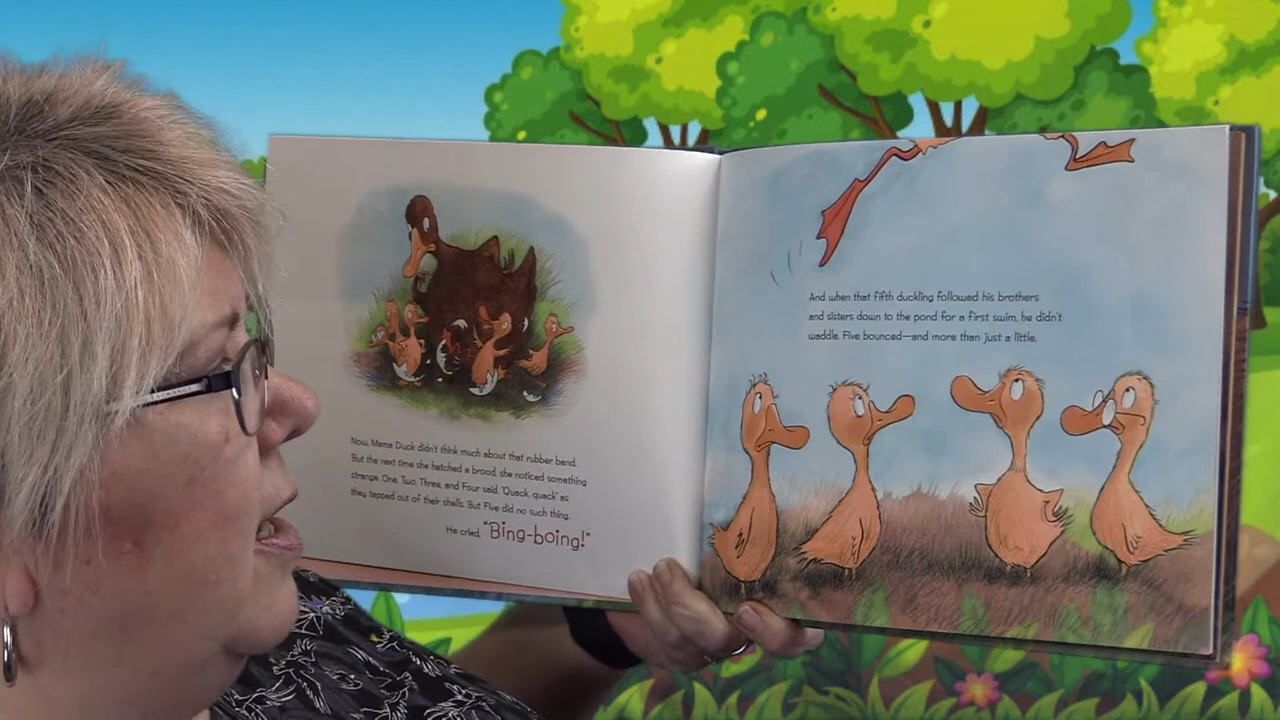 Now, Mama Duck didn't think much about that rubber band.
But the next time she hatched a brood, she noticed something
strange. One, Two, Three, and Four said, "Quack, quack" as
they tapped out of their shells. But Five did no such thing.
He cried, "Bing-boing!"
And when that fifth duckling followed his brothers
and sisters down to the pond for a first swim, he didn't
waddle. Five bounced—and more than just a little.